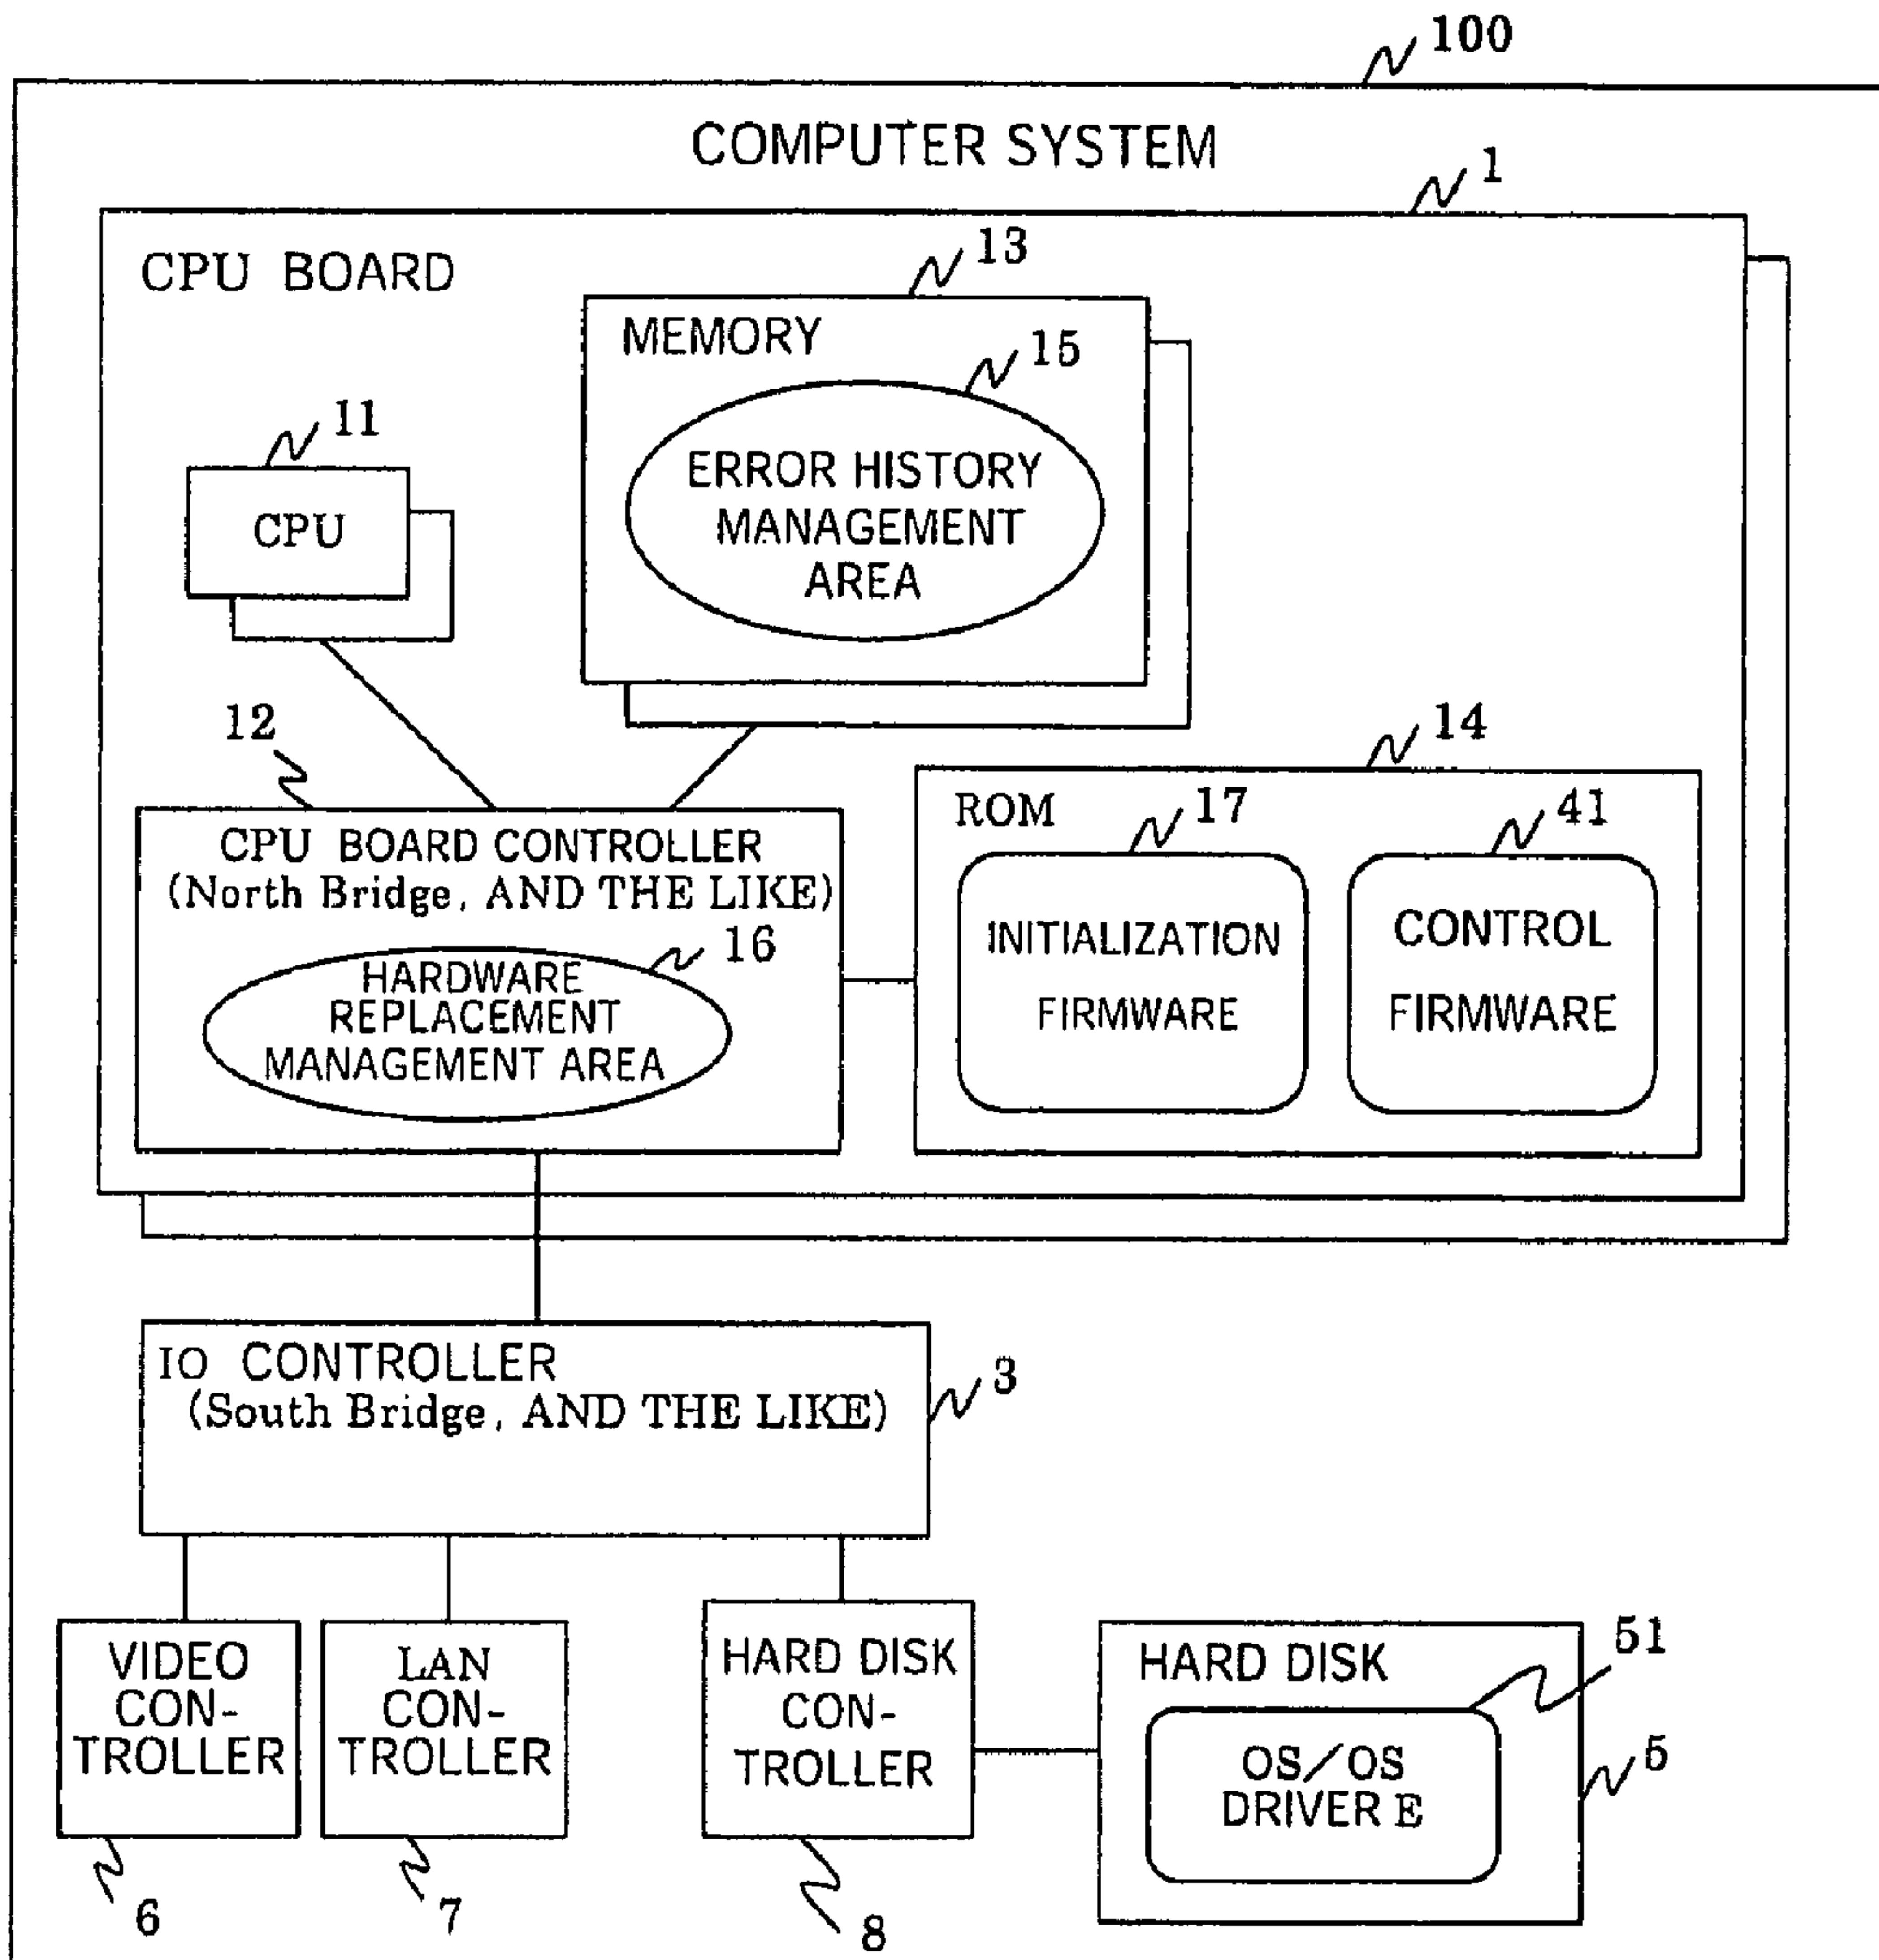 100
COMPUTER SYSTEM
1
CPU BOARD
13
MEMORY
15
ERROR HISTORY
MANAGEMENT
AREA
11
CPU
12
CPU BOARD CONTROLLER
(North Bridge, AND THE LIKE)
16
HARDWARE
REPLACEMENT
MANAGEMENT AREA
14
ROM
17
INITIALIZATION
FIRMWARE
41
CONTROL
FIRMWARE
IO CONTROLLER
(South Bridge, AND THE LIKE)
3
VIDEO
CON-
TROLLER
6
LAN
CON-
TROLLER
7
HARD DISK
CON-
TROLLER
8
HARD DISK
51
OS/OS
DRIVER E
5